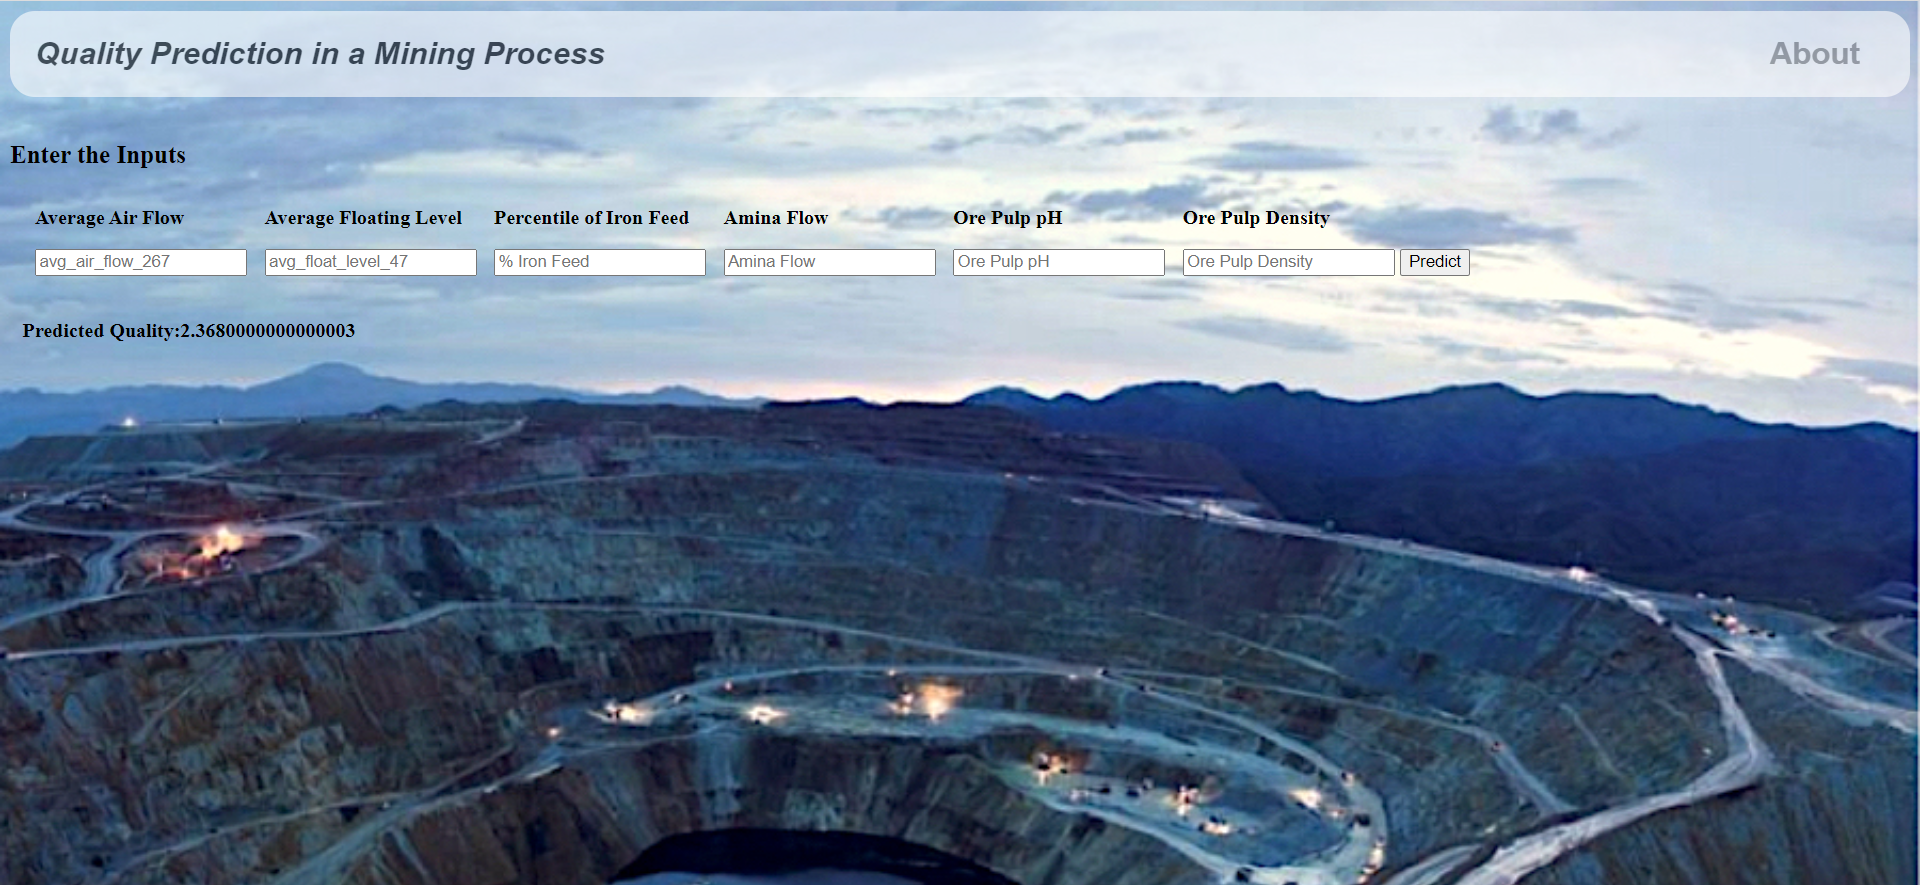 Quality Prediction in a Mining Process About
Enter the Inputs
Average Air Flow Average Floating Level Percentile of Iron Feed Amina Flow Ore Pulp pH Ore Pulp Density
avg_air_flow_267 avg_float_level_47 % Iron Feed Amina Flow Ore Pulp pH Ore Pulp Density Predict
Predicted Quality:2.3680000000000003